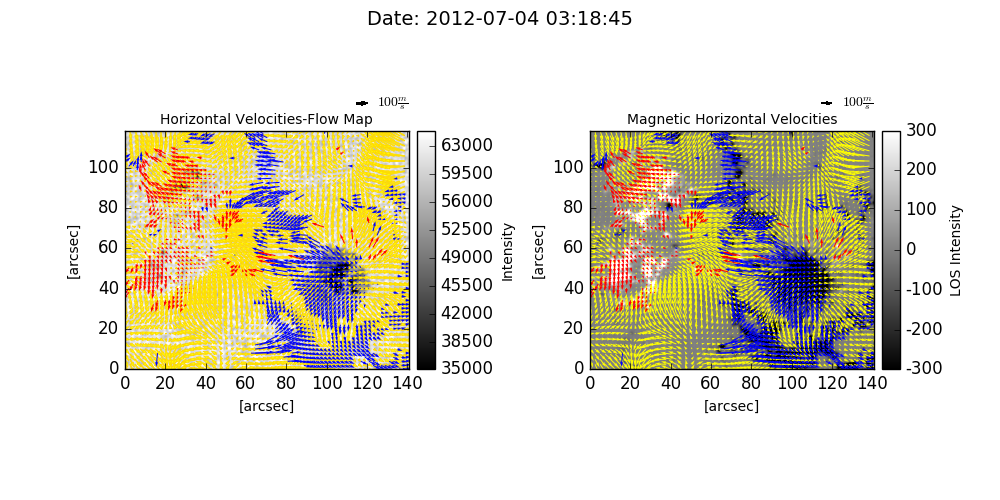 Date: 2012-07-04 03:18:45
100 m/s
Horizontal Velocities-Flow Map
100
80
60
40
20
0
[arcsec]
0 20 40 60 80 100 120 140
[arcsec]
63000
59500
56000
52500
49000
45500
42000
38500
35000
Intensity
100 m/s
Magnetic Horizontal Velocities
100
80
60
40
20
0
[arcsec]
0 20 40 60 80 100 120 140
[arcsec]
300
200
100
0
-100
-200
-300
LOS Intensity